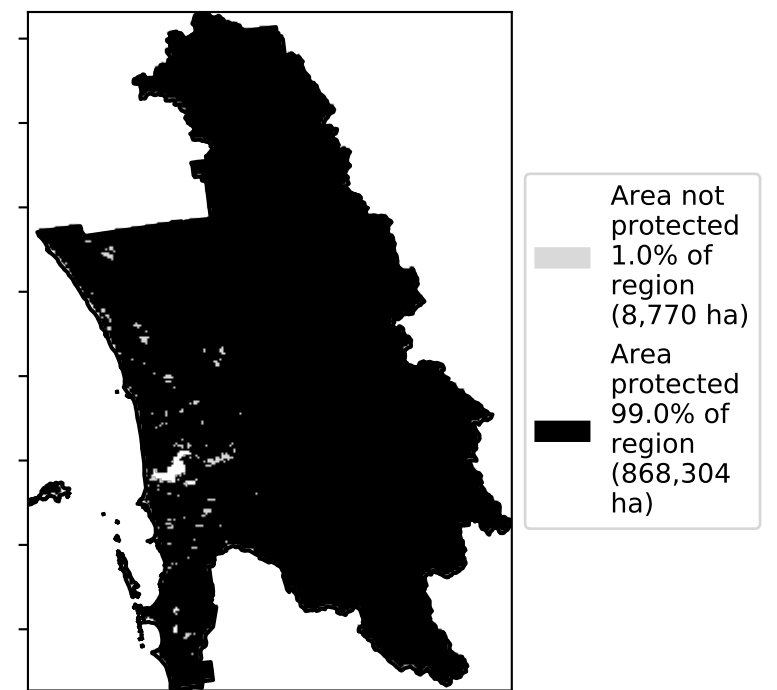 Area not
protected
1.0% of
region
(8,770 ha)
Area
protected
99.0% of
region
(868,304
ha)